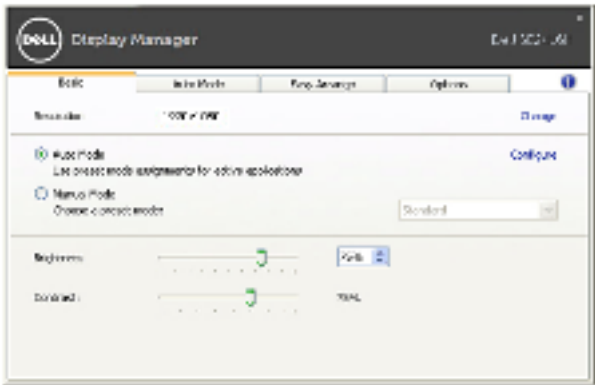 DELL Display Manager
Basic Auto Mode Easy Arrange Options
Resolution: Change
Auto Mode Configure
Use preset mode assignments for active applications
Manual Mode
Choose a preset mode: Standard
Brightness:
Contrast: